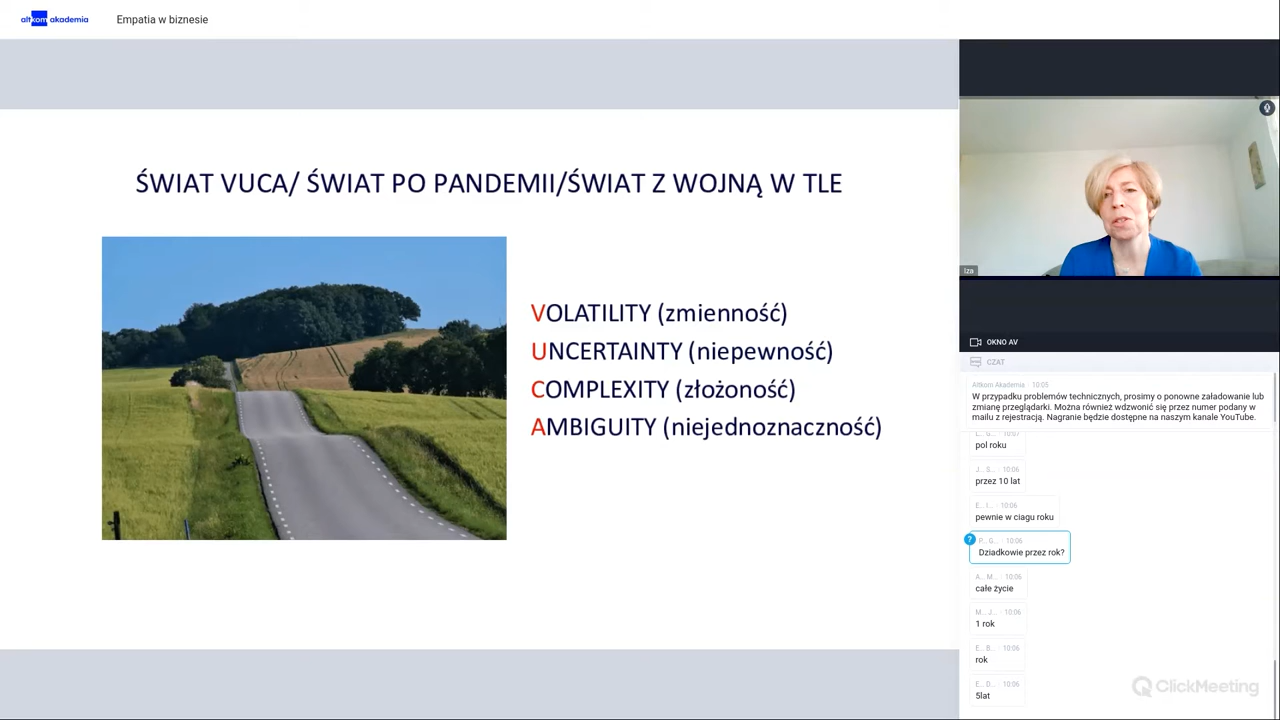 altkom akademia
Empatia w biznesie
ŚWIAT VUCA/ ŚWIAT PO PANDEMII/ŚWIAT Z WOJNĄ W TLE
VOLATILITY (zmienność)
UNCERTAINTY (niepewność)
COMPLEXITY (złożoność)
AMBIGUITY (niejednoznaczność)
Iza
OKNO AV
CZAT
Altkom Akademia · 10:05
W przypadku problemów technicznych, prosimy o ponowne załadowanie lub
zmianę przeglądarki. Można również wdzwonić się przez numer podany w
mailu z rejestracją. Nagranie będzie dostępne na naszym kanale YouTube.
L... G... · 10:07
pol roku
J... S... · 10:06
przez 10 lat
E... I... · 10:06
pewnie w ciagu roku
?
P... G... · 10:06
Dziadkowie przez rok?
A... M... · 10:06
całe życie
M... J... · 10:06
1 rok
E... B... · 10:06
rok
E... D... · 10:06
5lat
ClickMeeting